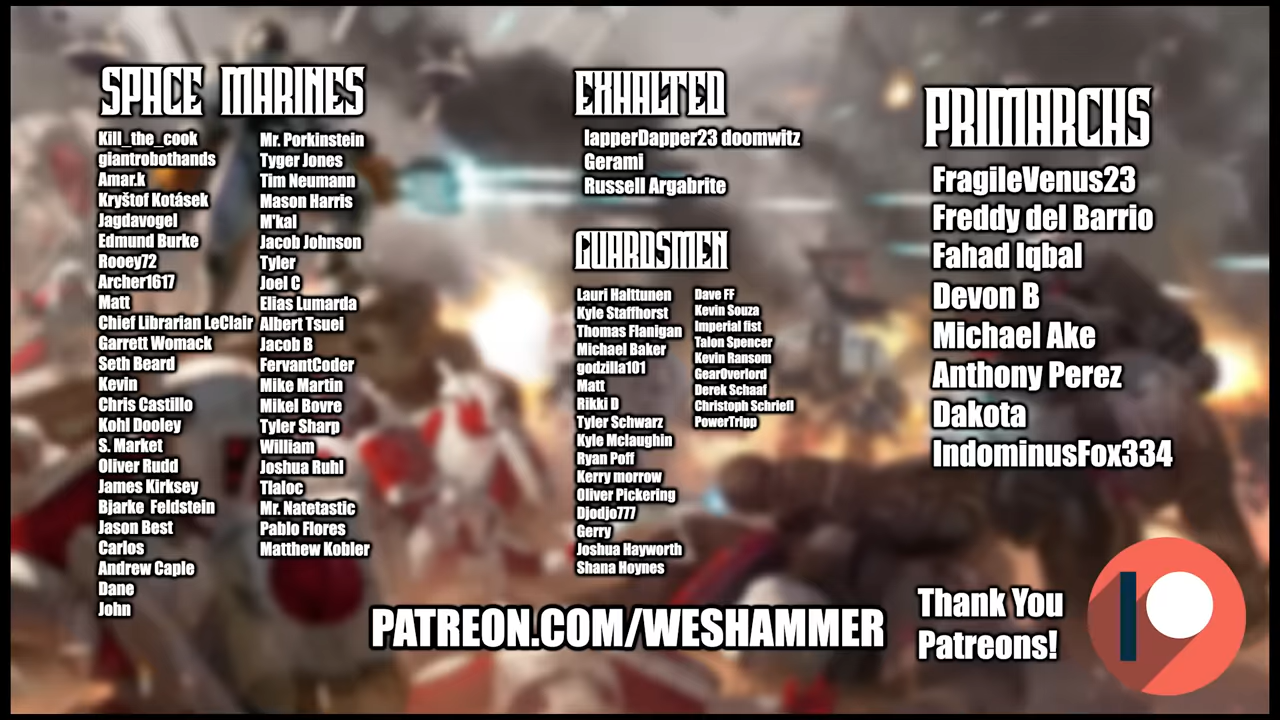 SPACE MARINES
Kill_the_cook
giantrobothands
Amar.k
Kryštof Kotásek
Jagdavogel
Edmund Burke
Rooey72
Archer1617
Matt
Chief Librarian LeClair
Garrett Womack
Seth Beard
Kevin
Chris Castillo
Kohl Dooley
S. Market
Oliver Rudd
James Kirksey
Bjarke Feldstein
Jason Best
Carlos
Andrew Caple
Dane
John
Mr. Porkinstein
Tyger Jones
Tim Neumann
Mason Harris
M'kal
Jacob Johnson
Tyler
Joel C
Elias Lumarda
Albert Tsuei
Jacob B
FervantCoder
Mike Martin
Mikel Bovre
Tyler Sharp
William
Joshua Ruhl
Tlaloc
Mr. Natetastic
Pablo Flores
Matthew Kobler
EXHALTED
lapperDapper23 doomwitz
Gerami
Russell Argabrite
GUARDSMEN
Lauri Halttunen
Kyle Staffhorst
Thomas Flanigan
Michael Baker
godzilla101
Matt
Rikki D
Tyler Schwarz
Kyle Mclaughin
Ryan Poff
Kerry morrow
Oliver Pickering
Djodjo777
Gerry
Joshua Hayworth
Shana Hoynes
Dave FF
Kevin Souza
Imperial fist
Talon Spencer
Kevin Ransom
GearOverlord
Derek Schaaf
Christoph Schriefl
PowerTripp
PRIMARCHS
FragileVenus23
Freddy del Barrio
Fahad Iqbal
Devon B
Michael Ake
Anthony Perez
Dakota
IndominusFox334
PATREON.COM/WESHAMMER
Thank You
Patreons!